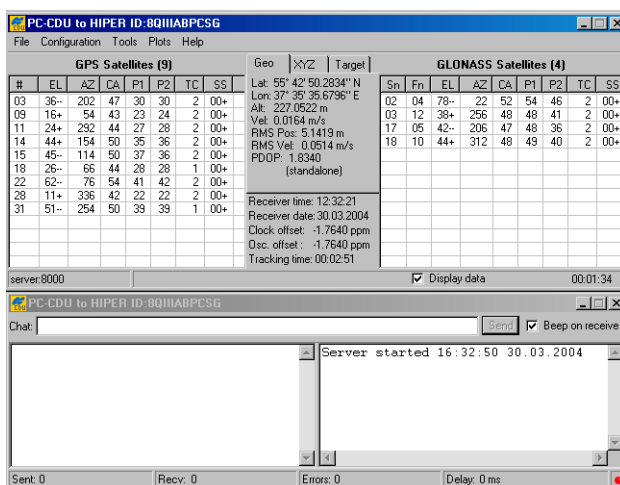 PC-CDU to HIPER ID:8QIIIABPCSG
File Configuration Tools Plots Help
GPS Satellites (9)
# EL AZ CA P1 P2 TC SS
03 36-- 202 47 30 30 2 00+
09 16+ 54 43 23 24 2 00+
11 24+ 292 44 27 28 2 00+
14 44+ 154 50 35 36 2 00+
15 45-- 114 50 37 36 2 00+
18 26-- 66 44 28 28 1 00+
22 62-- 76 54 41 42 2 00+
28 11+ 336 42 22 22 2 00+
31 51-- 254 50 39 39 1 00+
Geo XYZ Target
Lat: 55° 42' 50.2834'' N
Lon: 37° 35' 35.6796'' E
Alt: 227.0522 m
Vel: 0.0164 m/s
RMS Pos: 5.1419 m
RMS Vel: 0.0514 m/s
PDOP: 1.8340
(standalone)
Receiver time: 12:32:21
Receiver date: 30.03.2004
Clock offset: -1.7640 ppm
Osc. offset : -1.7640 ppm
Tracking time: 00:02:51
GLONASS Satellites (4)
Sn Fn EL AZ CA P1 P2 TC SS
02 04 78-- 22 52 54 46 2 00+
03 12 38+ 256 48 48 41 2 00+
17 05 42-- 206 47 48 36 2 00+
18 10 44+ 312 48 49 40 2 00+
server:8000
Display data
00:01:34
PC-CDU to HIPER ID:8QIIIABPCSG
Chat: Send Beep on receive
Server started 16:32:50 30.03.2004
Sent: 0 Recv: 0 Errors: 0 Delay: 0 ms